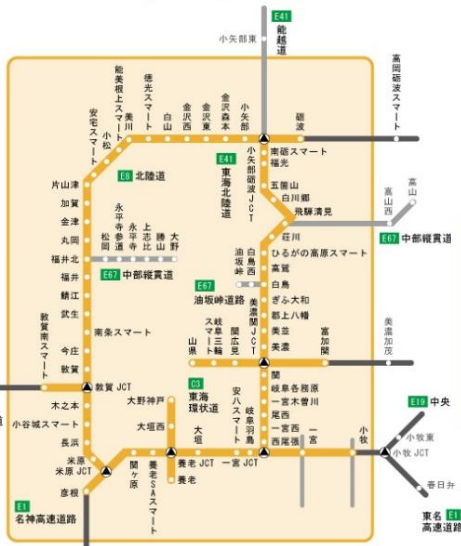 E41
能越道
小矢部東
高岡砺波スマート
能美根上スマート
徳光スマート
安宅スマート
小松
美川
白山
金沢西
金沢東
金沢森本
小矢部
砺波
小矢部砺波JCT
南砺スマート
福光
E41
東海北陸道
E8 北陸道
五箇山
白川郷
飛騨清見
高山西
高山
E67 中部縦貫道
荘川
ひるがの高原スマート
高鷲
白鳥
白鳥西
油坂峠
E67
油坂峠道路
ぎふ大和
郡上八幡
美並
美濃
美濃関JCT
片山津
加賀
金津
丸岡
福井北
松岡
永平寺参道
永平寺
上志比
勝山
大野
E67 中部縦貫道
福井
鯖江
武生
南条スマート
今庄
敦賀
敦賀南スマート
敦賀 JCT
山県
岐阜三輪スマート
関広見
富加関
美濃加茂
関
岐阜各務原
一宮木曽川
尾西
一宮西
西尾張
C3
東海
環状道
大野神戸
大垣西
大垣
安八スマート
岐阜羽島
一宮
小牧
E19 中央
小牧東
小牧 JCT
春日井
東名 E1
高速道路
木之本
小谷城スマート
長浜
米原
米原 JCT
彦根
関ヶ原
養老SAスマート
養老 JCT
養老
一宮 JCT
E1
名神高速道路
道